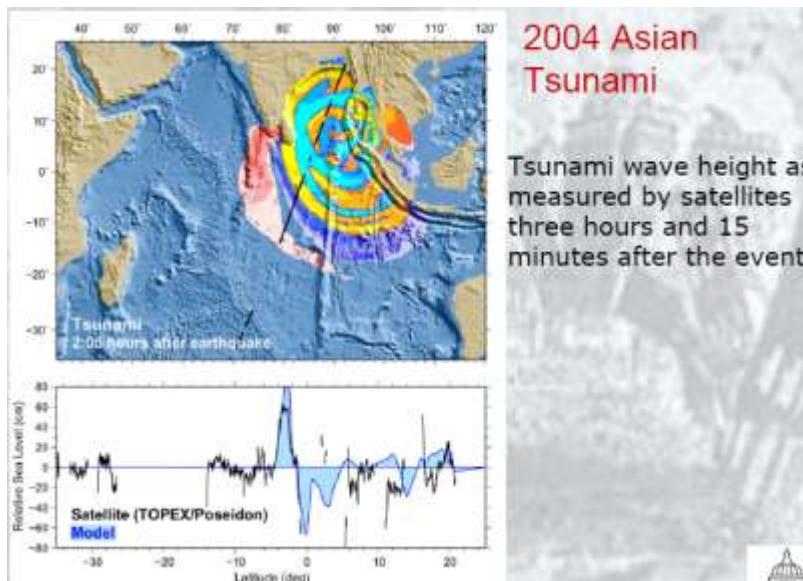 40° 50° 60° 70° 80° 90° 100° 110° 120°
20°
10°
0°
−10°
−20°
−30°
Tsunami
2:05 hours after earthquake
2004 Asian
Tsunami
Tsunami wave height as
measured by satellites
three hours and 15
minutes after the event
80
60
40
20
0
−20
−40
−60
−80
Relative Sea Level (cm)
Satellite (TOPEX/Poseidon)
Model
−30 −20 −10 0 10 20
Latitude (deg)